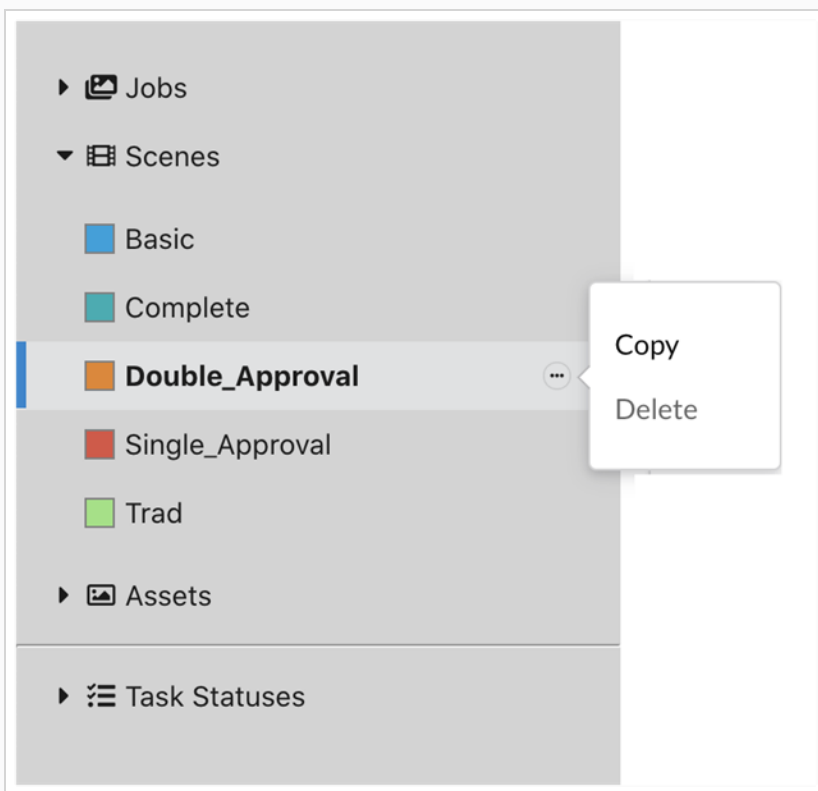 Jobs
Scenes
Basic
Complete
Double_Approval
Copy
Delete
Single_Approval
Trad
Assets
Task Statuses